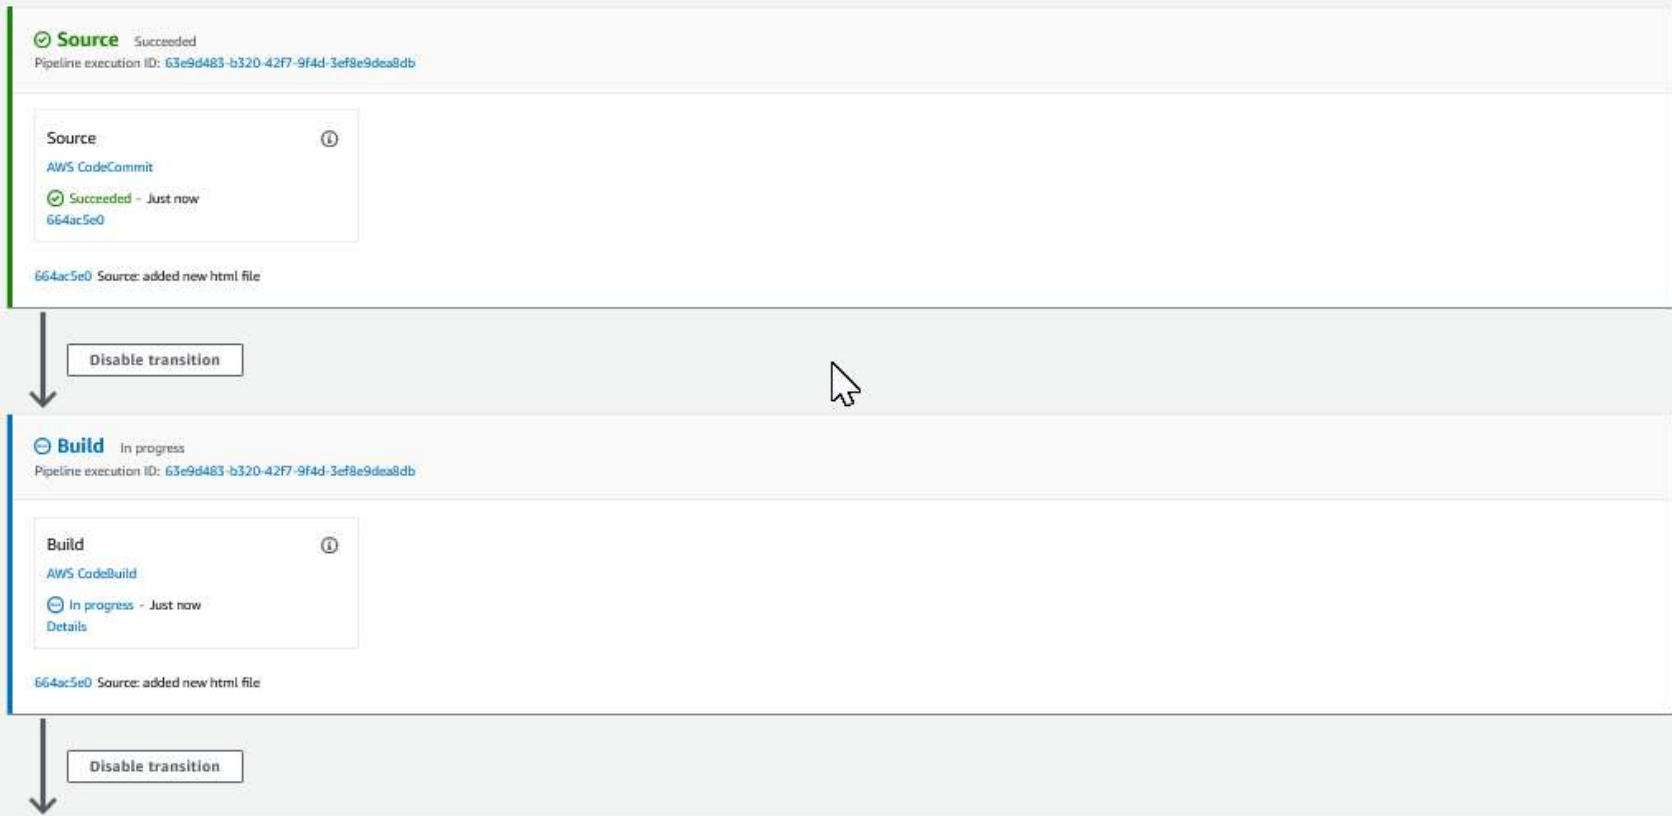 Source Succeeded
Pipeline execution ID: 63e9d483-b320-42f7-9f4d-3ef8e9dea8db
Source
AWS CodeCommit
Succeeded - Just now
664ac5e0
664ac5e0 Source: added new html file
Disable transition
Build In progress
Pipeline execution ID: 63e9d483-b320-42f7-9f4d-3ef8e9dea8db
Build
AWS CodeBuild
In progress - Just now
Details
664ac5e0 Source: added new html file
Disable transition